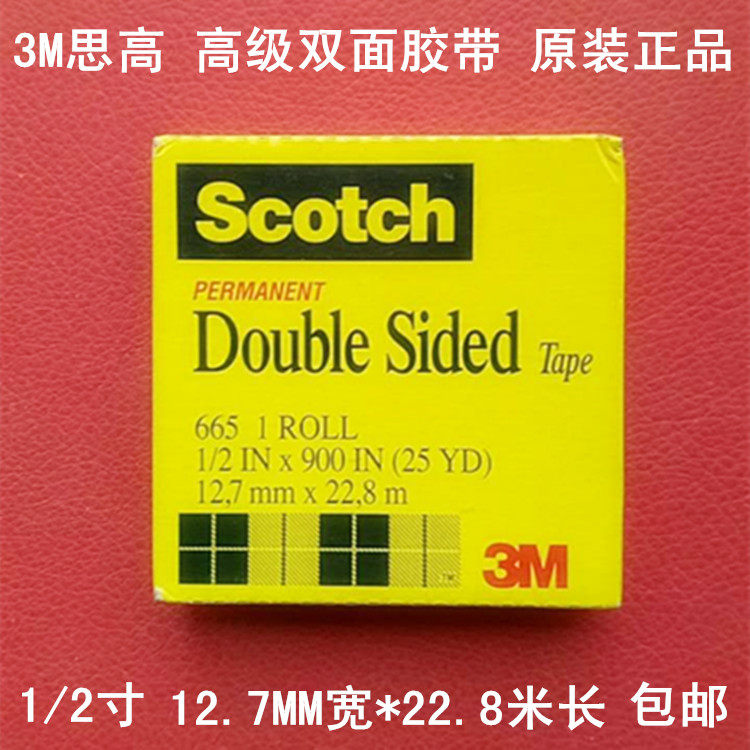 3M思高 高级双面胶带 原装正品
Scotch
PERMANENT
Double Sided Tape
665 1 ROLL
1/2 IN x 900 IN (25 YD)
12,7 mm x 22,8 m
TM
3M
1/2寸 12.7MM宽*22.8米长 包邮